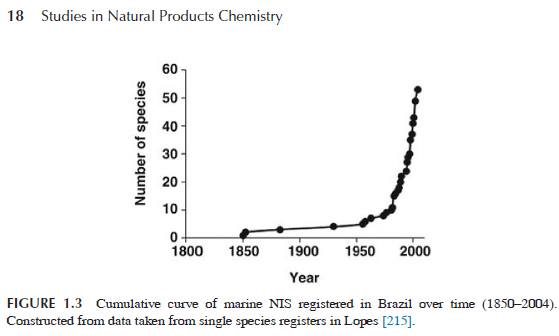 18 Studies in Natural Products Chemistry
60
50
40
30
20
10
0
Number of species
1800 1850 1900 1950 2000
Year
FIGURE 1.3 Cumulative curve of marine NIS registered in Brazil over time (1850–2004).
Constructed from data taken from single species registers in Lopes [215].